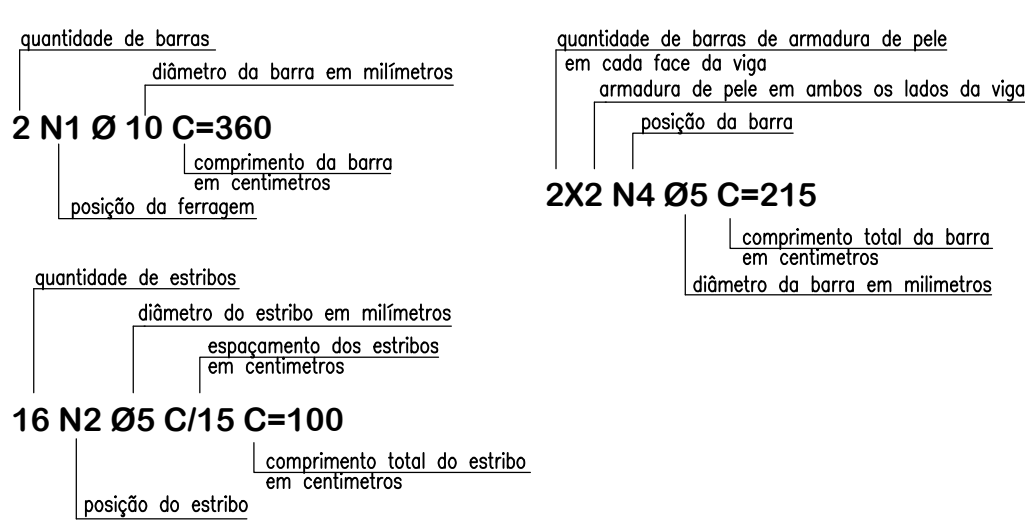 quantidade de barras
diâmetro da barra em milímetros
2 N1 Ø 10 C=360
comprimento da barra
em centimetros
posição da ferragem
quantidade de barras de armadura de pele
em cada face da viga
armadura de pele em ambos os lados da viga
posição da barra
2X2 N4 Ø5 C=215
comprimento total da barra
em centimetros
diâmetro da barra em milimetros
quantidade de estribos
diâmetro do estribo em milímetros
espaçamento dos estribos
em centimetros
16 N2 Ø5 C/15 C=100
comprimento total do estribo
em centimetros
posição do estribo